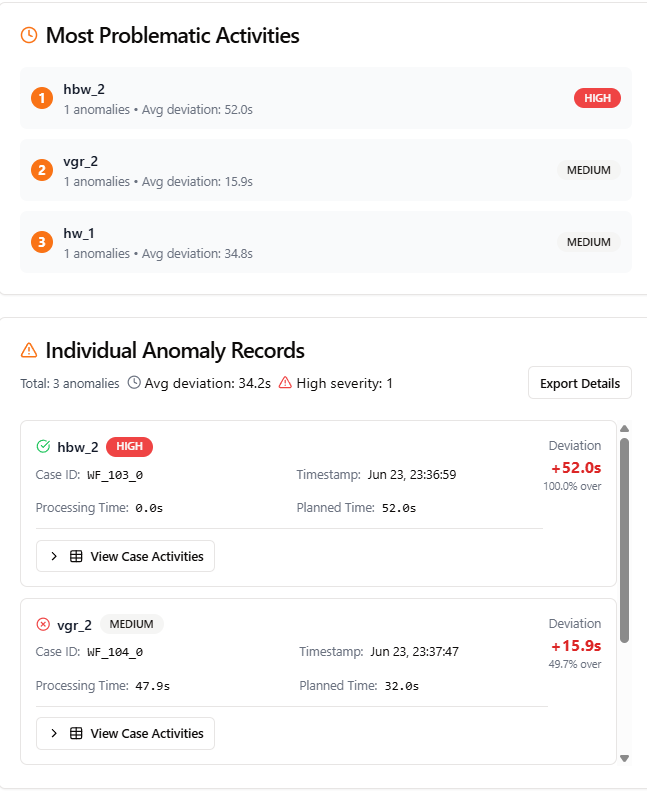 Most Problematic Activities
1
hbw_2
1 anomalies • Avg deviation: 52.0s
HIGH
2
vgr_2
1 anomalies • Avg deviation: 15.9s
MEDIUM
3
hw_1
1 anomalies • Avg deviation: 34.8s
MEDIUM
Individual Anomaly Records
Total: 3 anomalies Avg deviation: 34.2s High severity: 1
Export Details
hbw_2 HIGH
Deviation
Case ID: WF_103_0 Timestamp: Jun 23, 23:36:59
+52.0s
100.0% over
Processing Time: 0.0s Planned Time: 52.0s
View Case Activities
vgr_2 MEDIUM
Deviation
Case ID: WF_104_0 Timestamp: Jun 23, 23:37:47
+15.9s
49.7% over
Processing Time: 47.9s Planned Time: 32.0s
View Case Activities